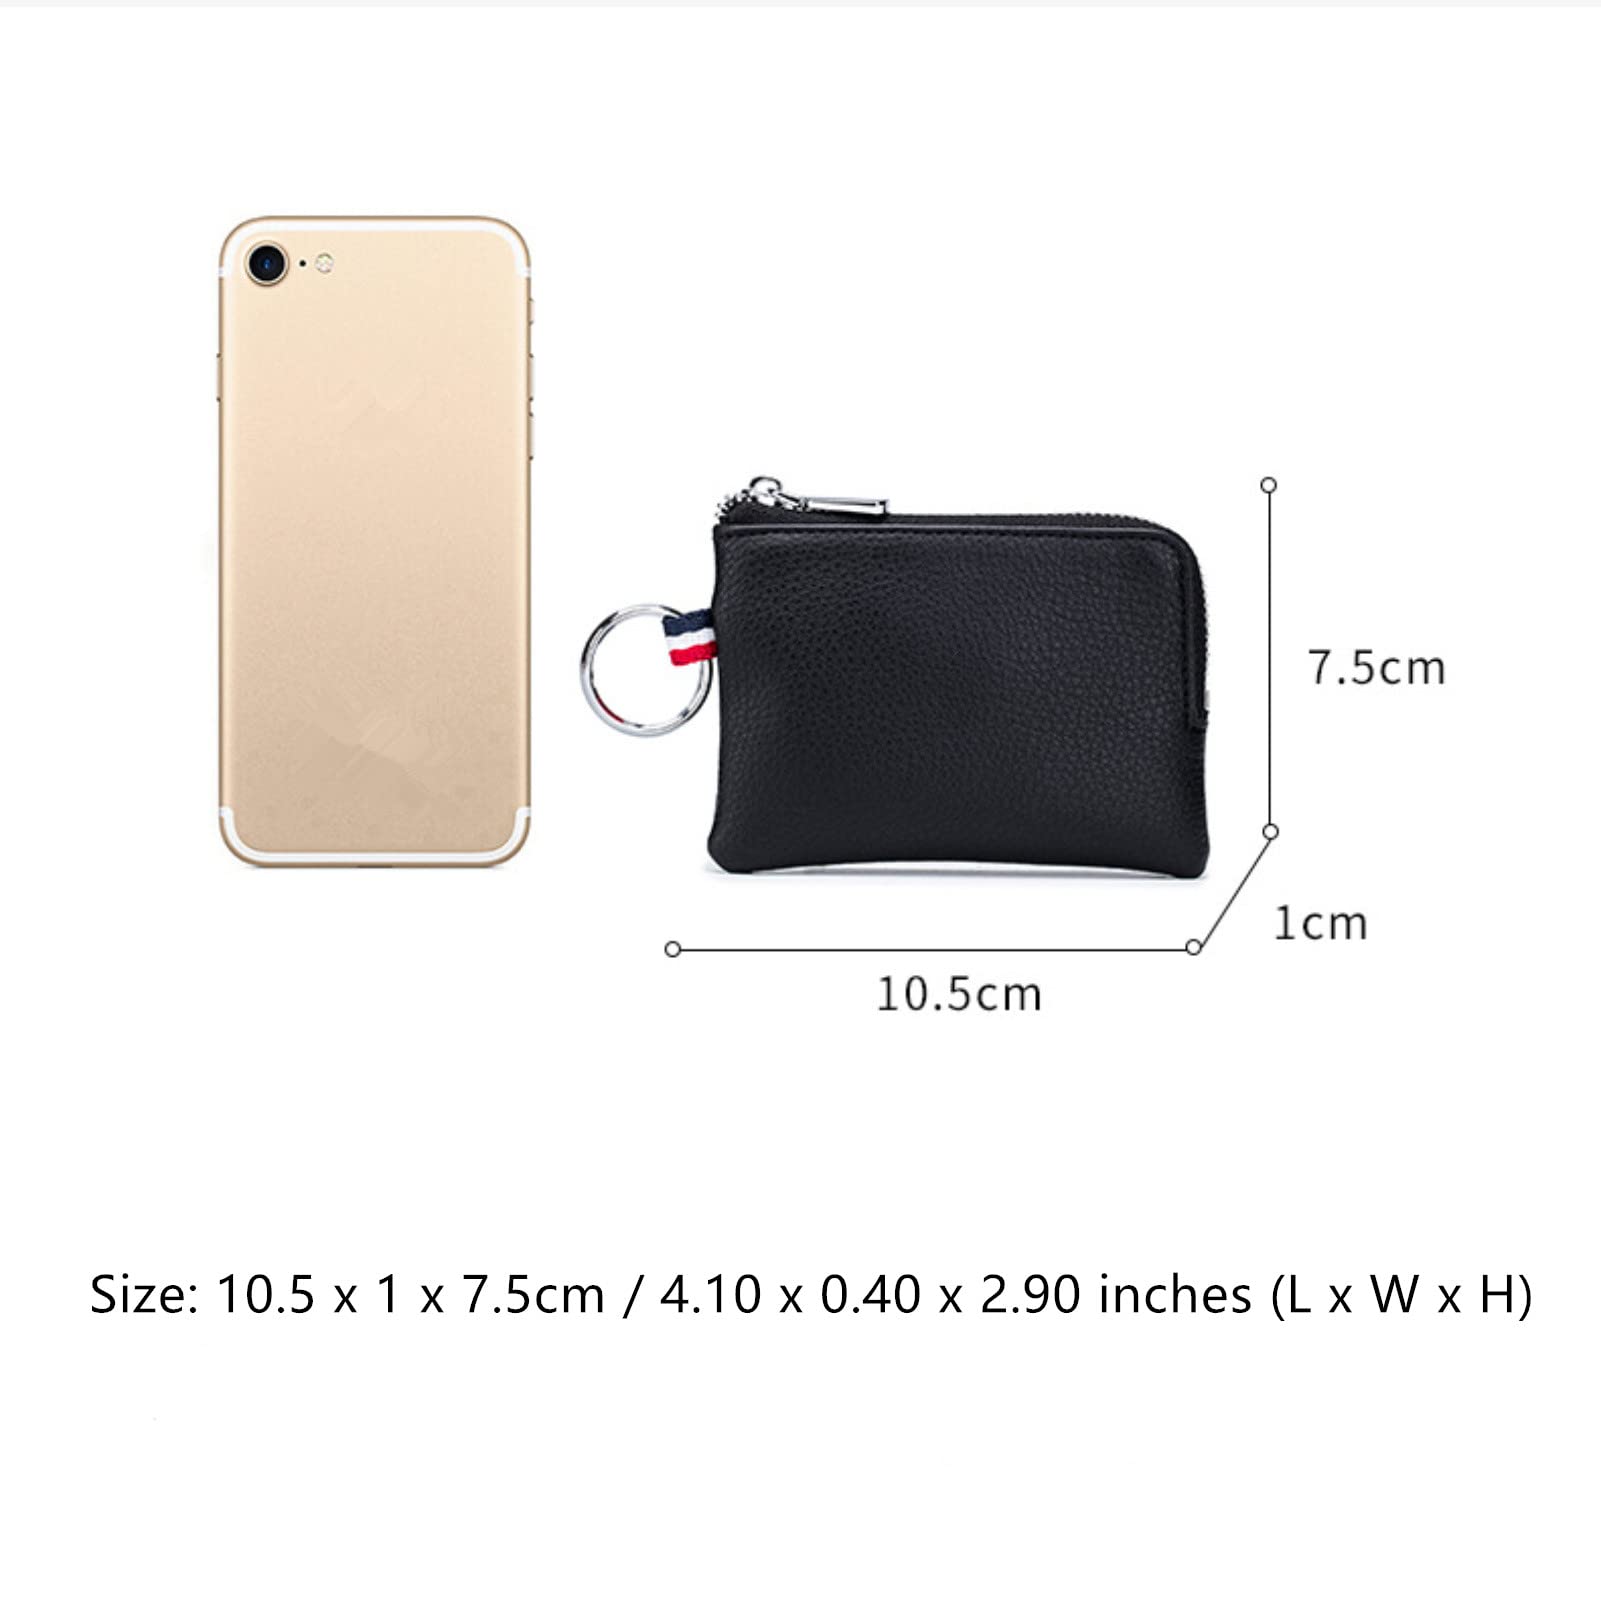 7.5cm
1cm
10.5cm
Size: 10.5 x 1 x 7.5cm / 4.10 x 0.40 x 2.90 inches (L x W x H)